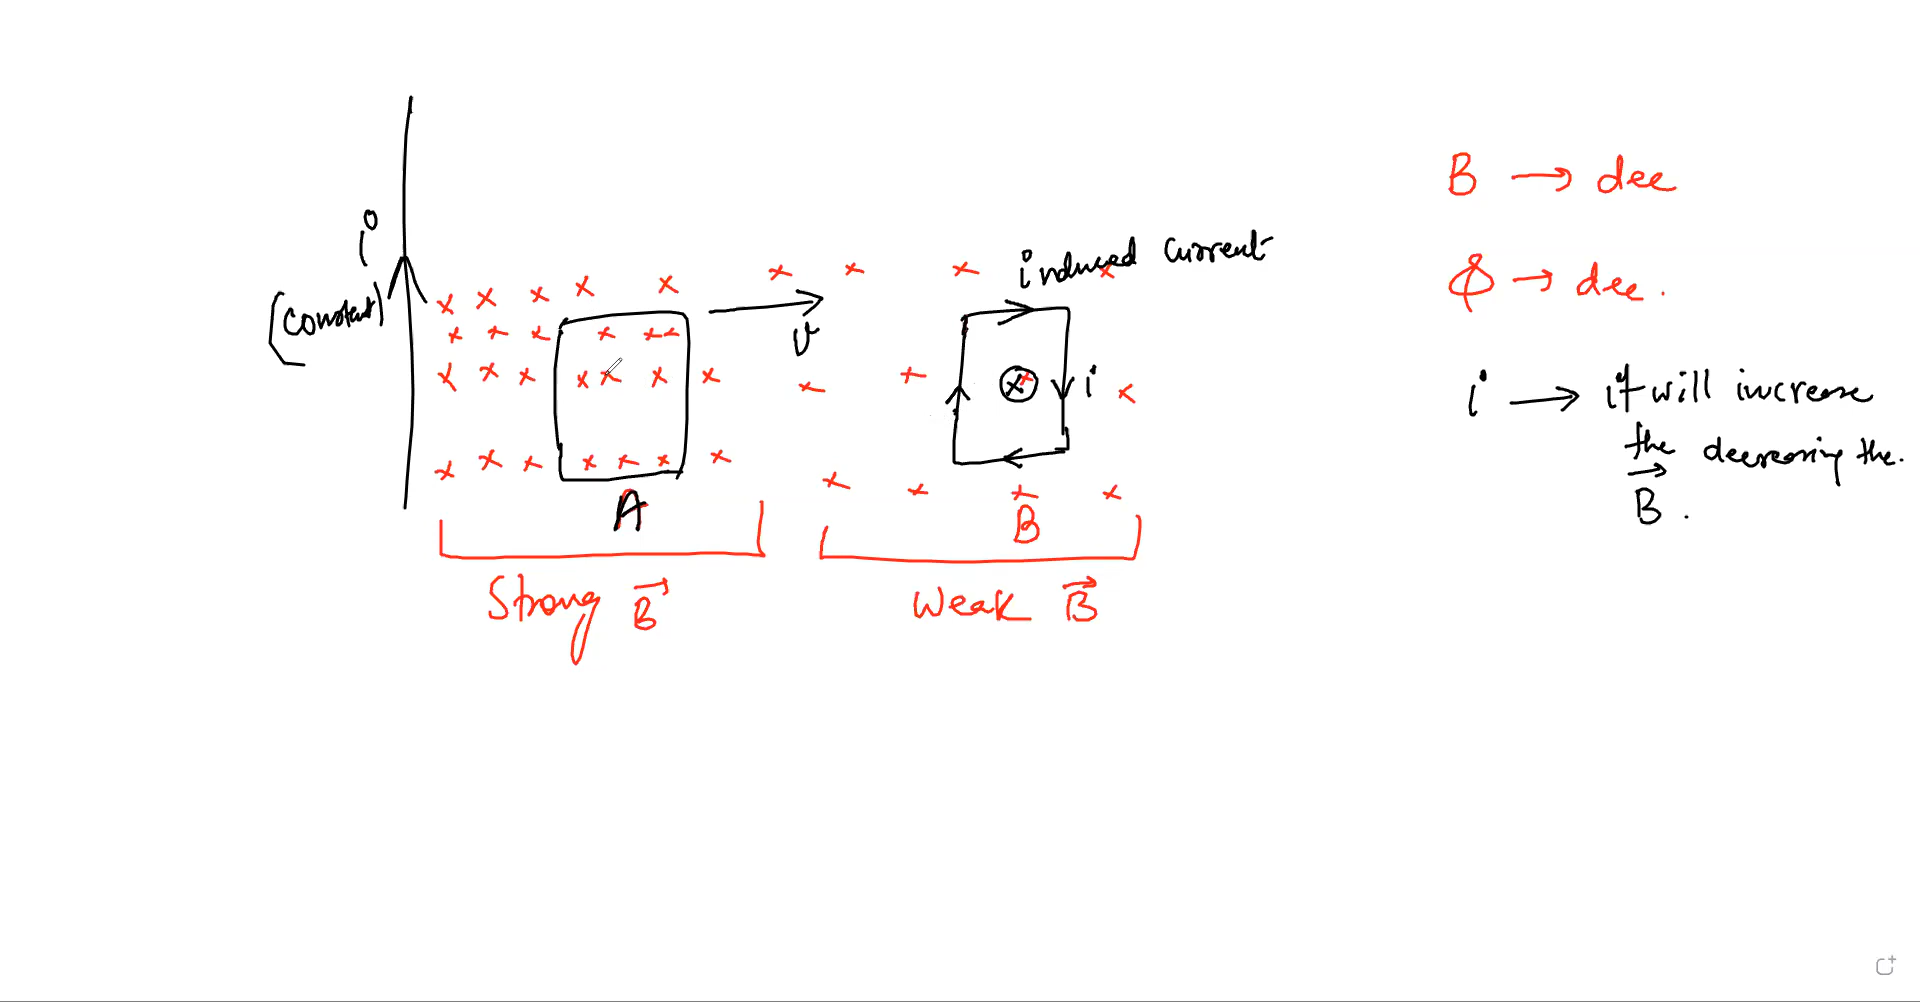 i
(constant)
v
A
Strong B
induced current
i
B
Weak B
B → dec
ϕ → dec.
i → it will increase
the decreasing the.
B.